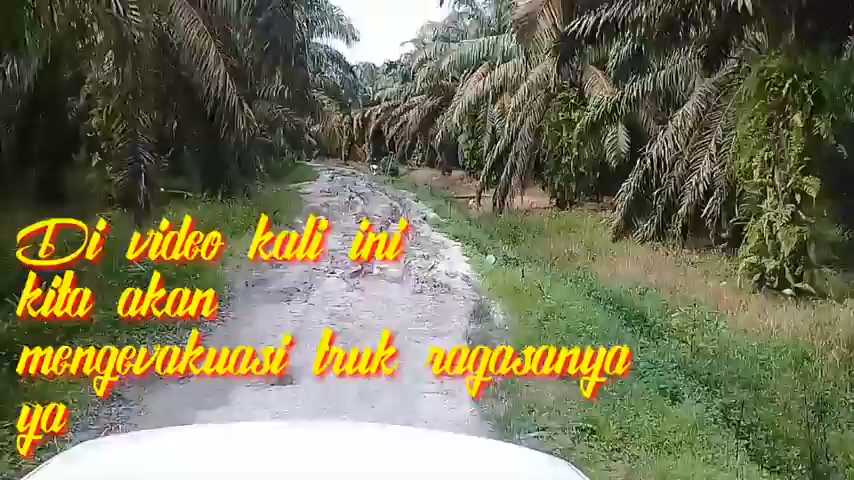 Di video kali ini
kita akan
mengevakuasi truk ragasanya
ya